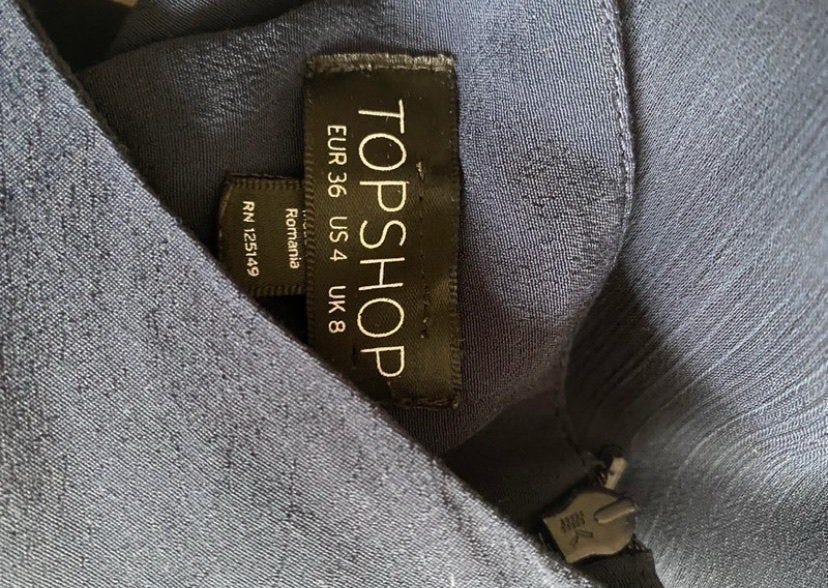 TOPSHOP
EUR 36 US 4 UK 8
Romania
RN 125149